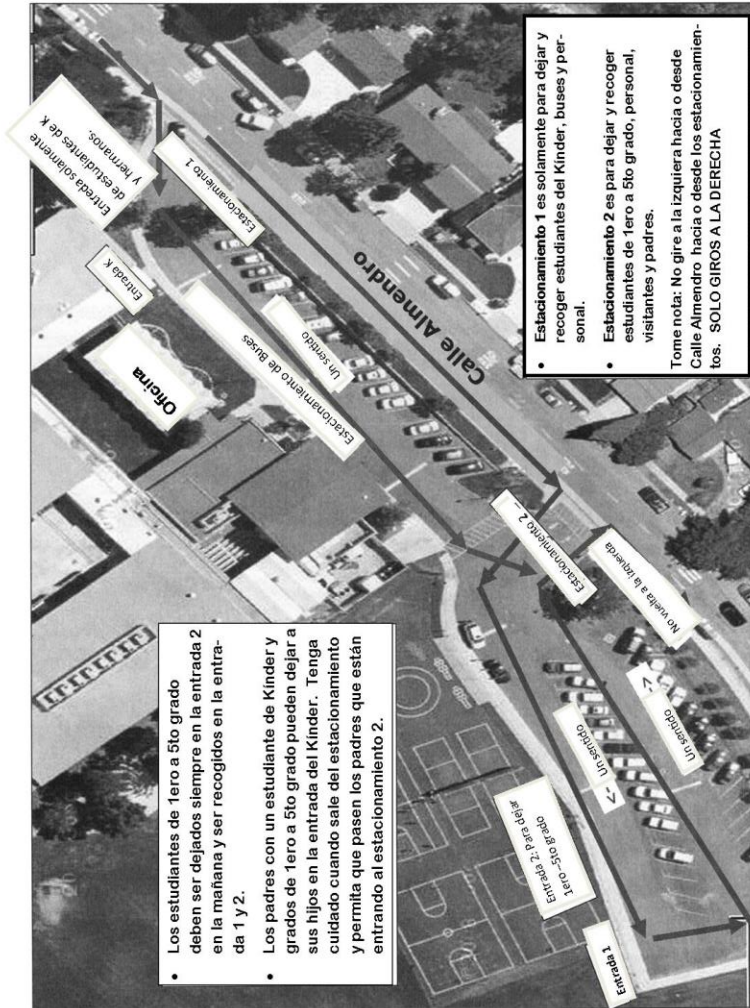 Entreda solamente
de estudiantes de K
y hermanos.
Entrada K
Oficina
Estacionamiento 1
Estacionamiento de Buses
Un sentido
Calle Almendro
Estacionamiento 2
No vuelta a la izquerda
Un sentido
<-
Un sentido
->
Entrada 2: Para dejar
1ero—5to grado
Entrada 1
• Los estudiantes de 1ero a 5to grado
deben ser dejados siempre en la entrada 2
en la mañana y ser recogidos en la entra-
da 1 y 2.
• Los padres con un estudiante de Kinder y
grados de 1ero a 5to grado pueden dejar a
sus hijos en la entrada del Kinder. Tenga
cuidado cuando sale del estacionamiento
y permita que pasen los padres que están
entrando al estacionamiento 2.
• Estacionamiento 1 es solamente para dejar y
recoger estudiantes del Kinder, buses y per-
sonal.
• Estacionamiento 2 es para dejar y recoger
estudiantes de 1ero a 5to grado, personal,
visitantes y padres.
Tome nota: No gire a la izquiera hacia o desde
Calle Almendro hacia o desde los estacionamien-
tos. SOLO GIROS A LA DERECHA